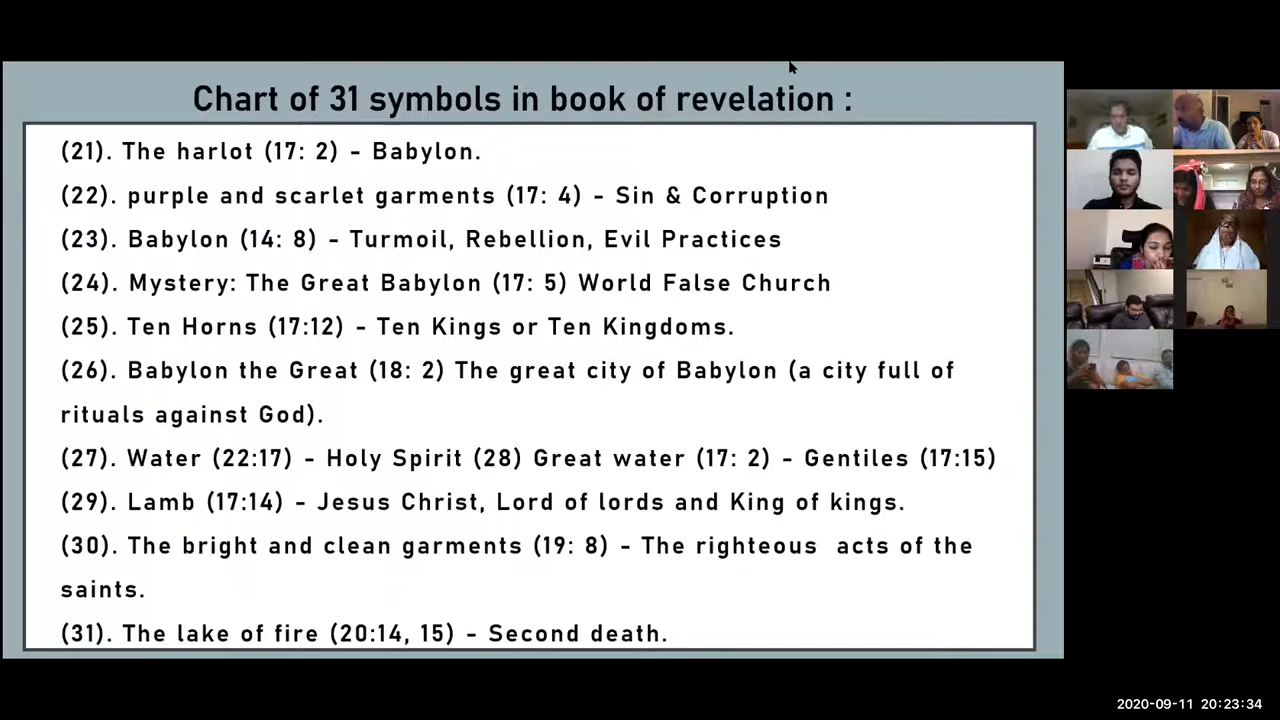 Chart of 31 symbols in book of revelation :
(21). The harlot (17: 2) - Babylon.
(22). purple and scarlet garments (17: 4) - Sin & Corruption
(23). Babylon (14: 8) - Turmoil, Rebellion, Evil Practices
(24). Mystery: The Great Babylon (17: 5) World False Church
(25). Ten Horns (17:12) - Ten Kings or Ten Kingdoms.
(26). Babylon the Great (18: 2) The great city of Babylon (a city full of
rituals against God).
(27). Water (22:17) - Holy Spirit (28) Great water (17: 2) - Gentiles (17:15)
(29). Lamb (17:14) - Jesus Christ, Lord of lords and King of kings.
(30). The bright and clean garments (19: 8) - The righteous  acts of the
saints.
(31). The lake of fire (20:14, 15) - Second death.
2020-09-11 20:23:34